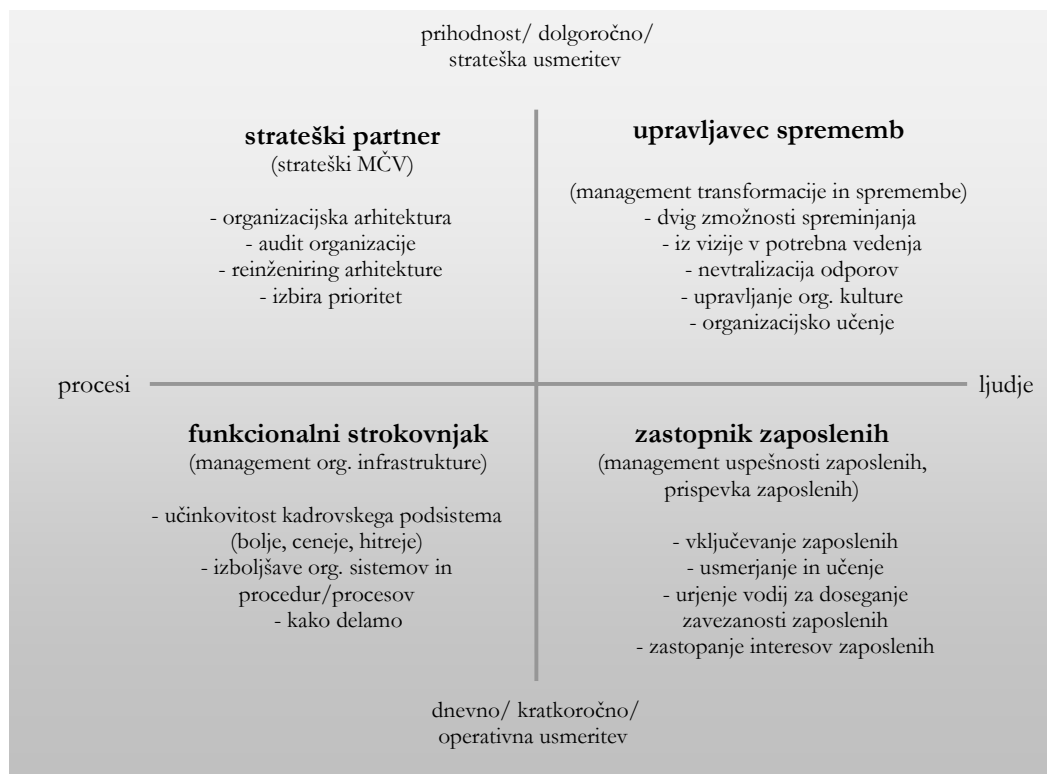 prihodnost/ dolgoročno/
strateška usmeritev
strateški partner
(strateški MČV)
- organizacijska arhitektura
- audit organizacije
- reinženiring arhitekture
- izbira prioritet
upravljavec sprememb
(management transformacije in spremembe)
- dvig zmožnosti spreminjanja
- iz vizije v potrebna vedenja
- nevtralizacija odporov
- upravljanje org. kulture
- organizacijsko učenje
procesi
ljudje
funkcionalni strokovnjak
(management org. infrastrukture)
- učinkovitost kadrovskega podsistema
(bolje, ceneje, hitreje)
- izboljšave org. sistemov in
procedur/procesov
- kako delamo
zastopnik zaposlenih
(management uspešnosti zaposlenih,
prispevka zaposlenih)
- vključevanje zaposlenih
- usmerjanje in učenje
- urjenje vodij za doseganje
zavezanosti zaposlenih
- zastopanje interesov zaposlenih
dnevno/ kratkoročno/
operativna usmeritev